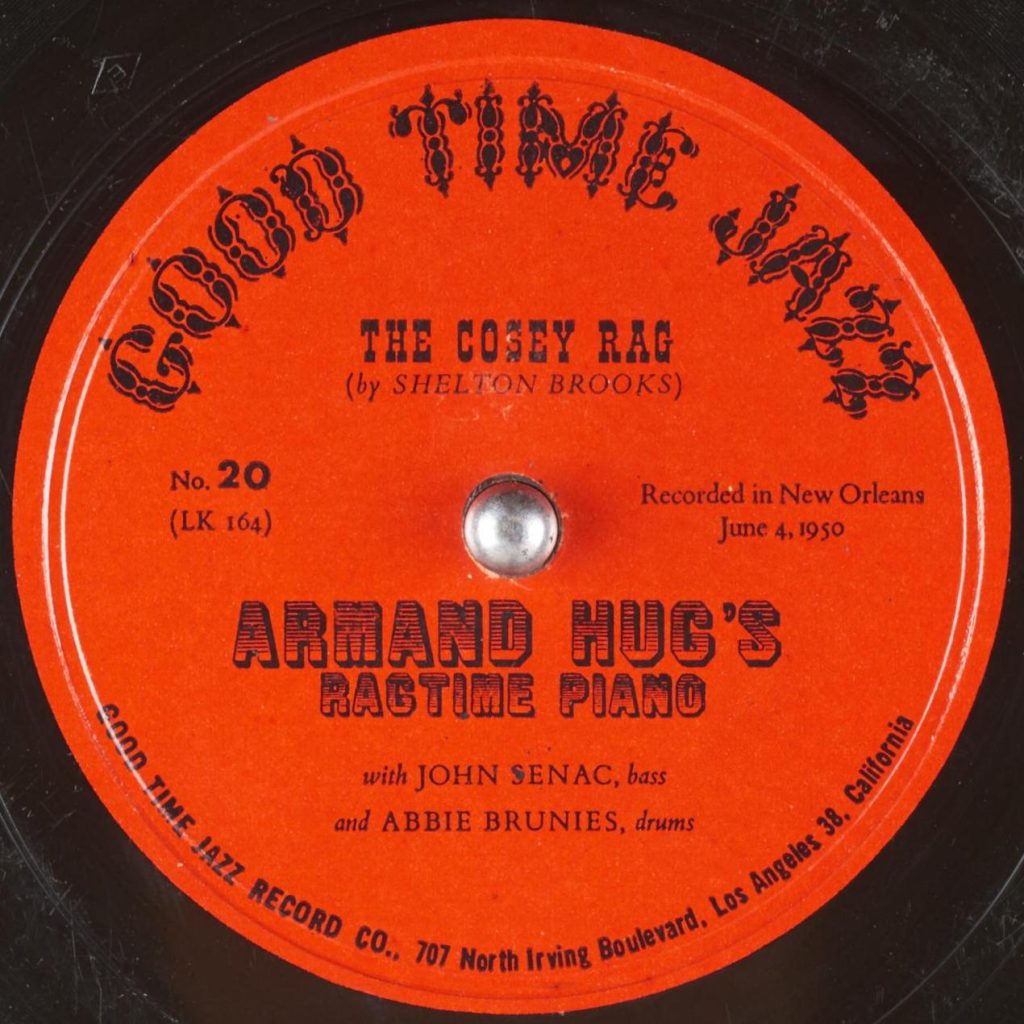 GOOD TIME JAZZ
THE COSEY RAG
(by SHELTON BROOKS)
No. 20
(LK 164)
Recorded in New Orleans
June 4, 1950
ARMAND HUG'S
RAGTIME PIANO
with JOHN SENAC, bass
and ABBIE BRUNIES, drums
GOOD TIME JAZZ RECORD CO., 707 North Irving Boulevard, Los Angeles 38, California